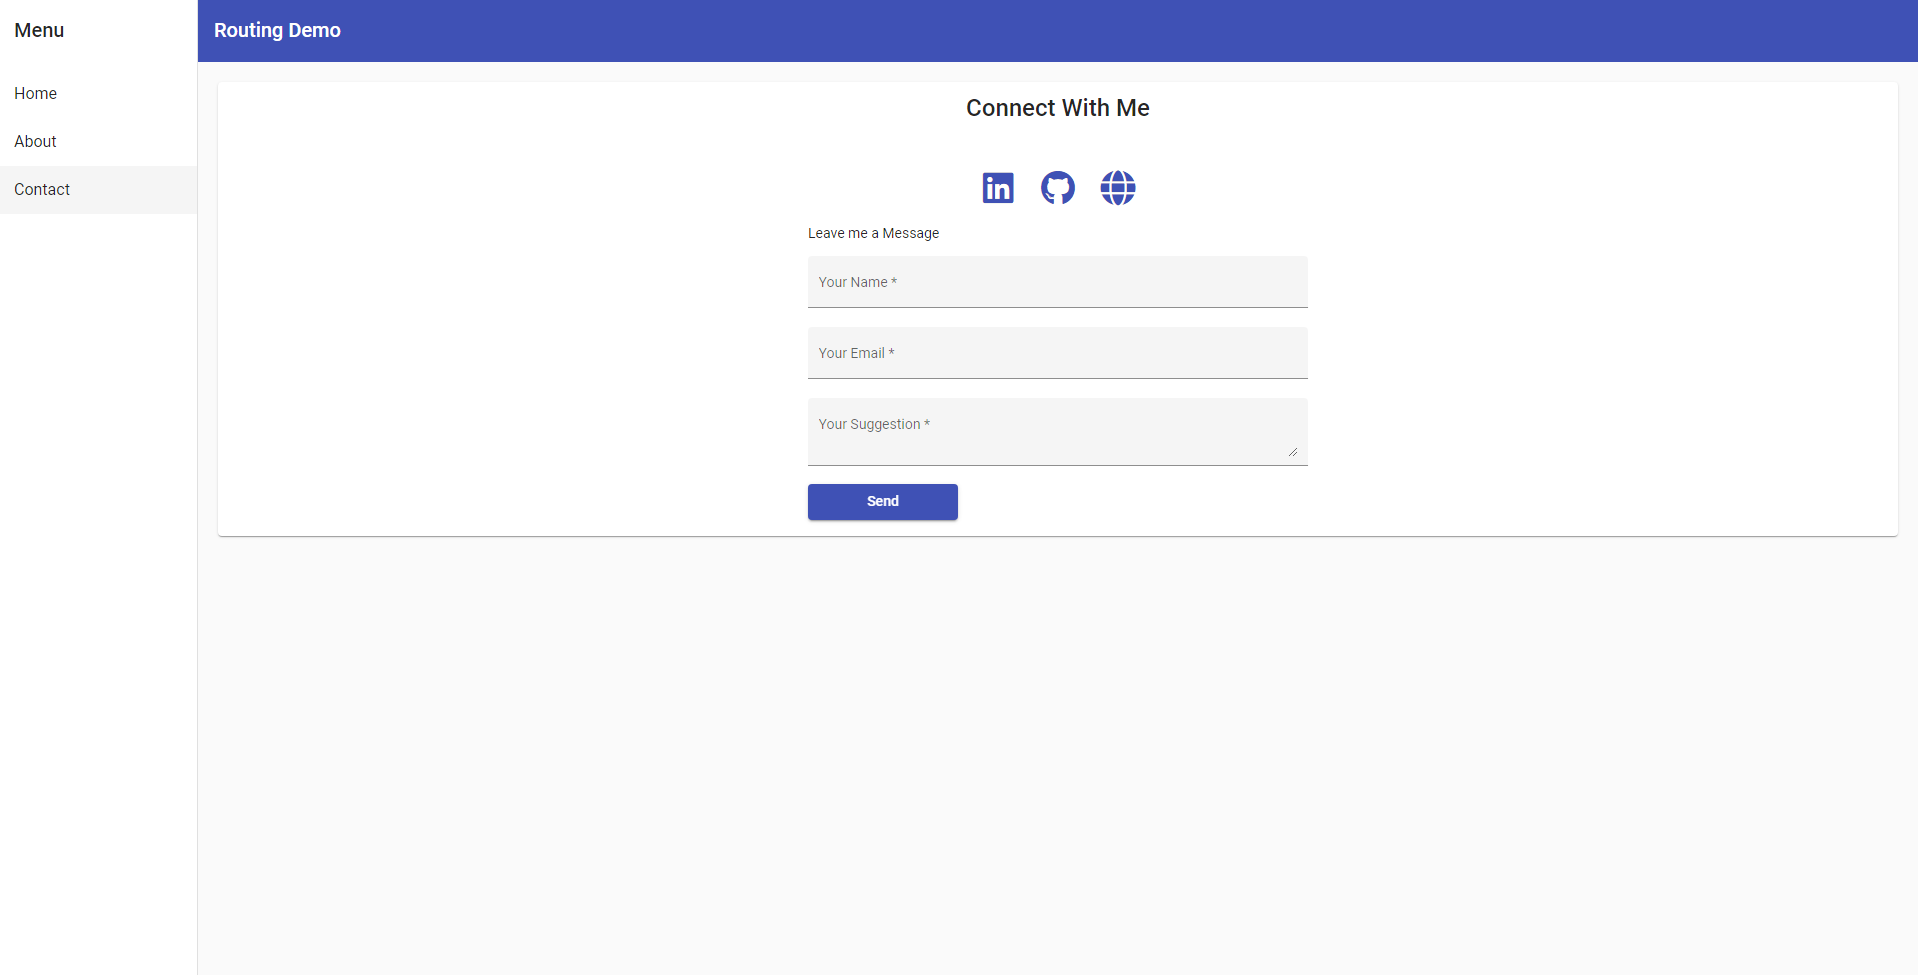 Menu
Routing Demo
Home
About
Contact
Connect With Me
in
Leave me a Message
Your Name *
Your Email *
Your Suggestion *
Send